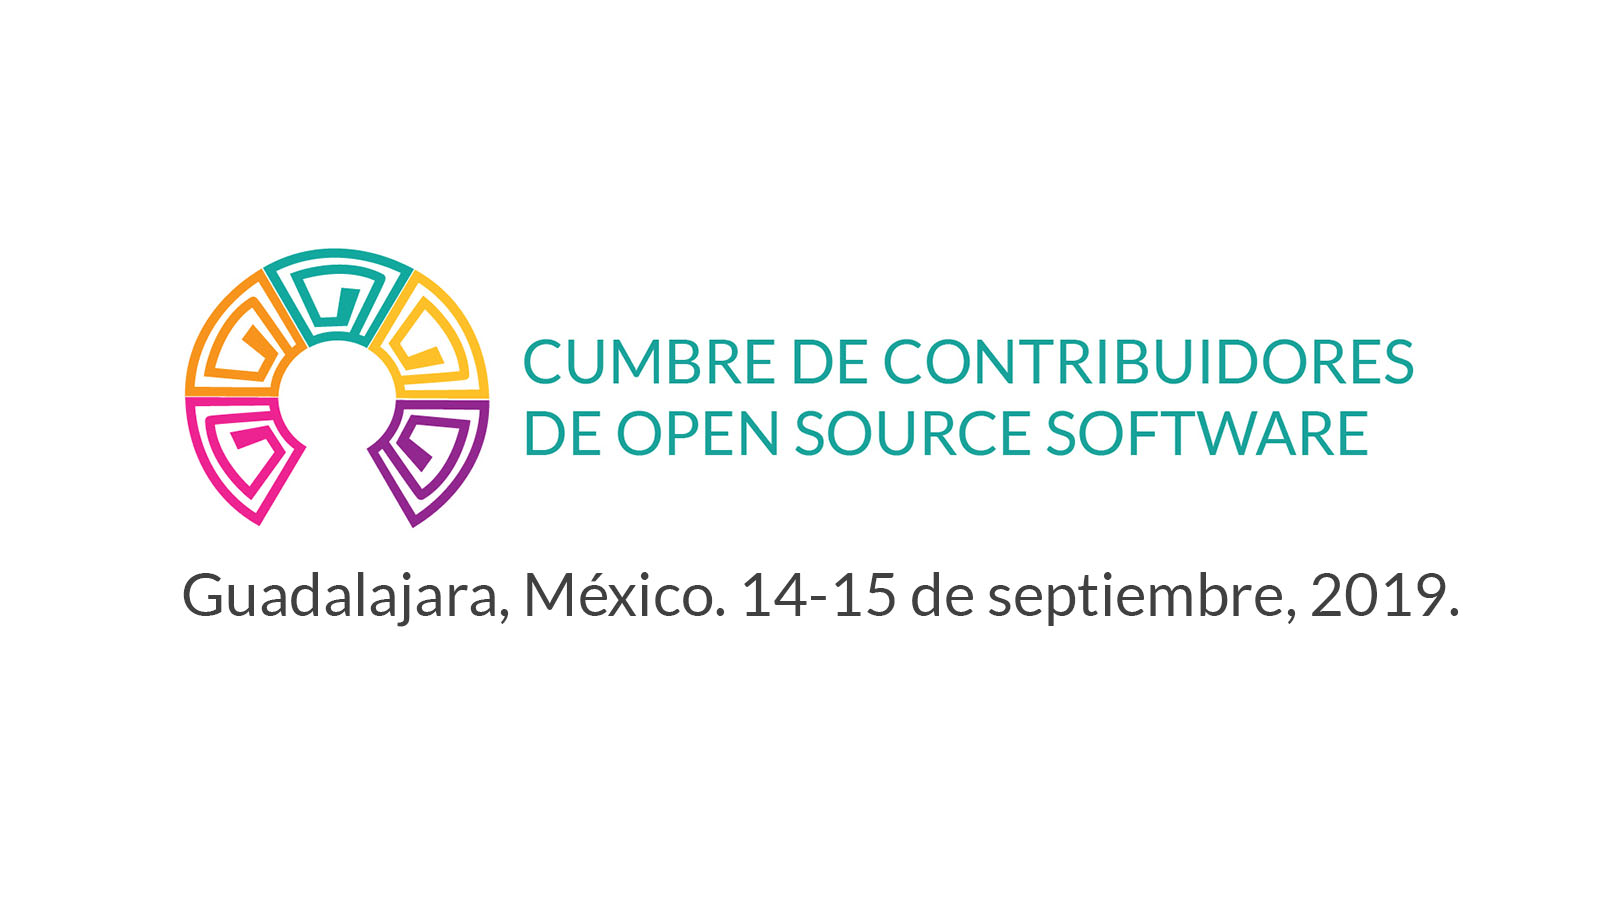 CUMBRE DE CONTRIBUIDORES
DE OPEN SOURCE SOFTWARE
Guadalajara, México. 14-15 de septiembre, 2019.